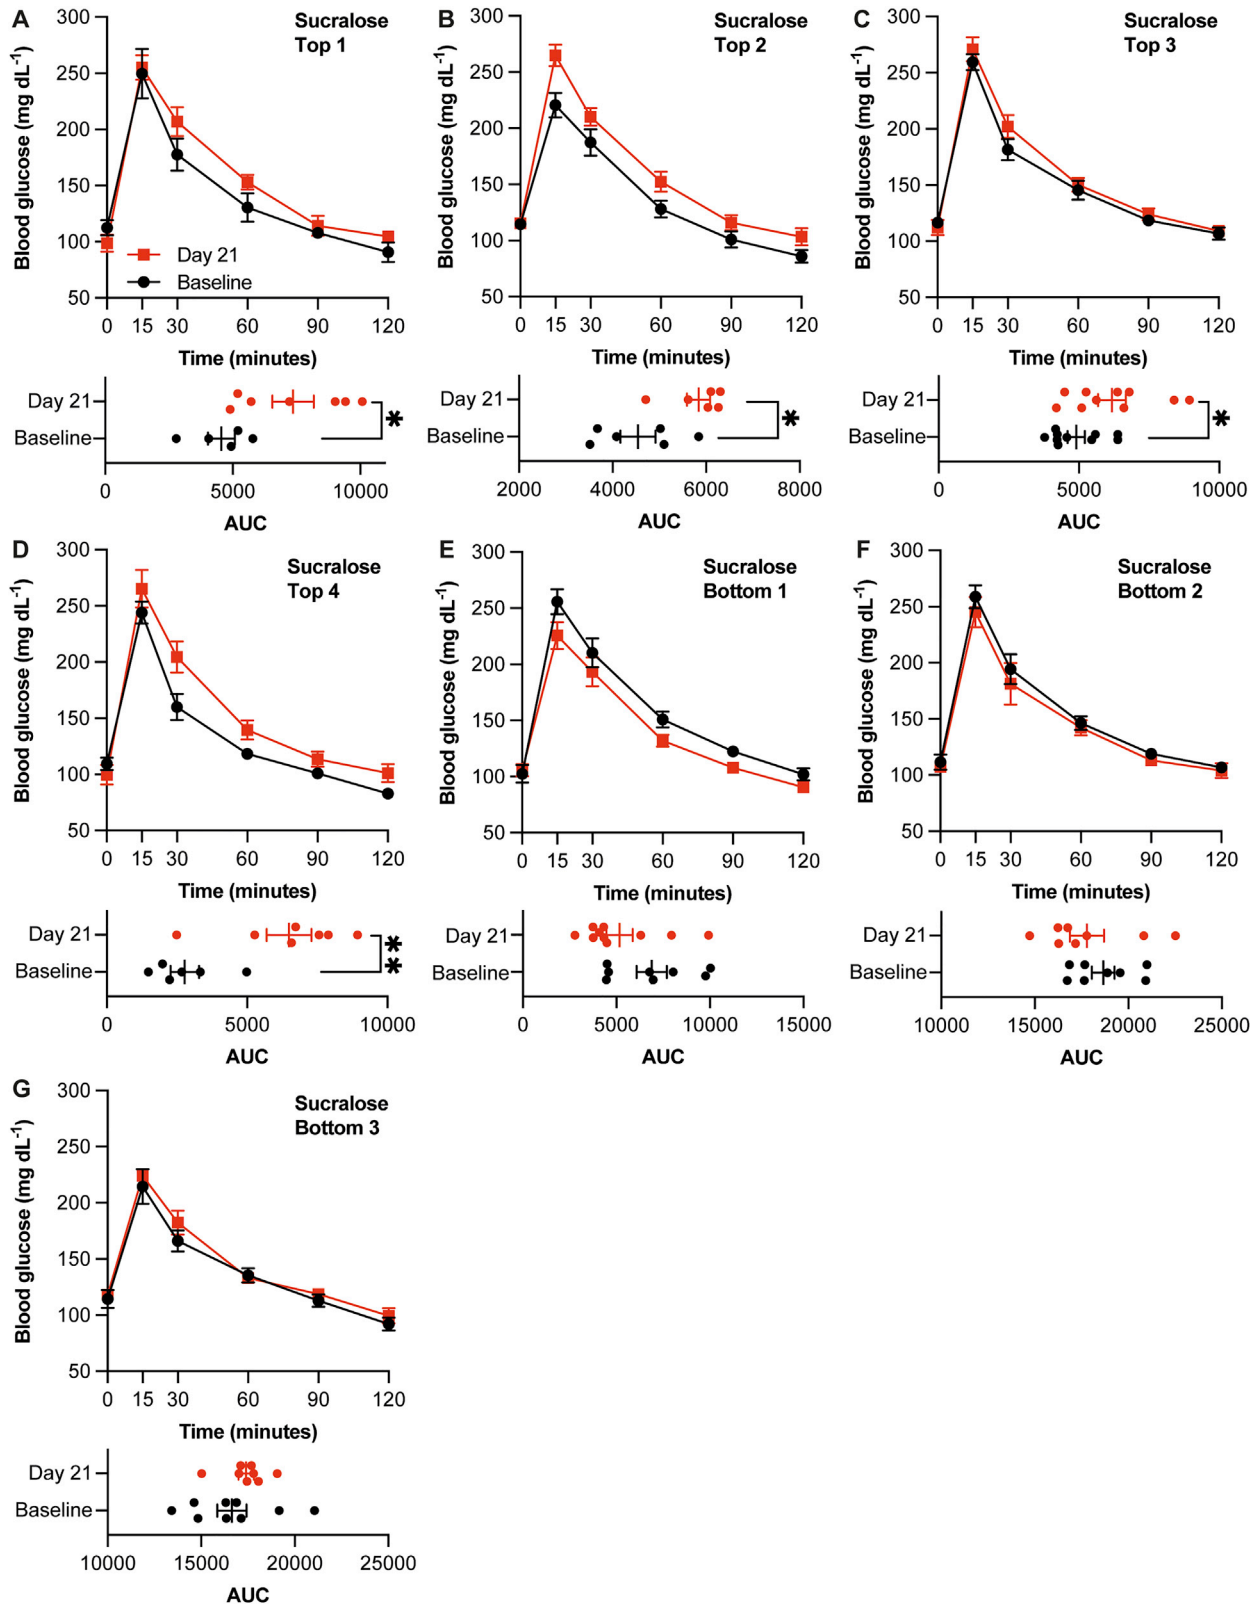 A
Sucralose
Top 1
Blood glucose (mg dL-1)
300
250
200
150
100
50
Day 21
Baseline
0 15 30 60 90 120
Time (minutes)
Day 21
Baseline
*
0 5000 10000
AUC
B
Sucralose
Top 2
Blood glucose (mg dL-1)
300
250
200
150
100
50
0 15 30 60 90 120
Time (minutes)
Day 21
Baseline
*
2000 4000 6000 8000
AUC
C
Sucralose
Top 3
Blood glucose (mg dL-1)
300
250
200
150
100
50
0 15 30 60 90 120
Time (minutes)
Day 21
Baseline
*
0 5000 10000
AUC
D
Sucralose
Top 4
Blood glucose (mg dL-1)
300
250
200
150
100
50
0 15 30 60 90 120
Time (minutes)
Day 21
Baseline
**
0 5000 10000
AUC
E
Sucralose
Bottom 1
Blood glucose (mg dL-1)
300
250
200
150
100
50
0 15 30 60 90 120
Time (minutes)
Day 21
Baseline
0 5000 10000 15000
AUC
F
Sucralose
Bottom 2
Blood glucose (mg dL-1)
300
250
200
150
100
50
0 15 30 60 90 120
Time (minutes)
Day 21
Baseline
10000 15000 20000 25000
AUC
G
Sucralose
Bottom 3
Blood glucose (mg dL-1)
300
250
200
150
100
50
0 15 30 60 90 120
Time (minutes)
Day 21
Baseline
10000 15000 20000 25000
AUC